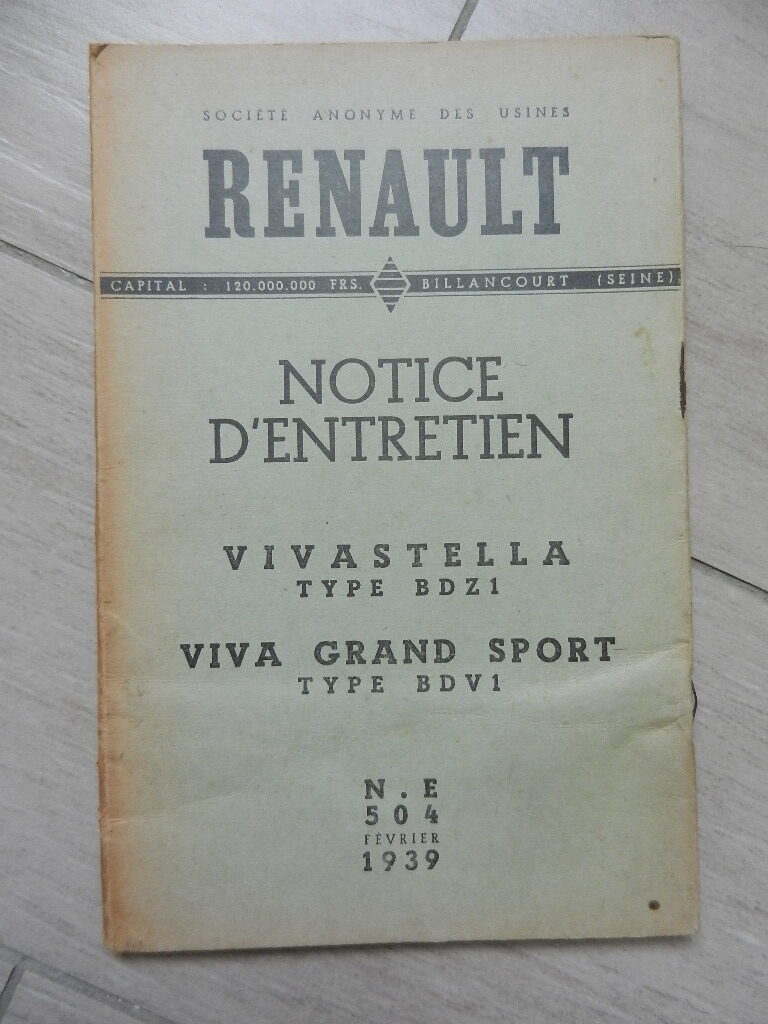 SOCIÉTÉ ANONYME DES USINES
RENAULT
CAPITAL : 120.000.000 FRS. BILLANCOURT (SEINE)
NOTICE
D'ENTRETIEN
VIVASTELLA
TYPE BDZ1
VIVA GRAND SPORT
TYPE BDV1
N.E
504
FÉVRIER
1939